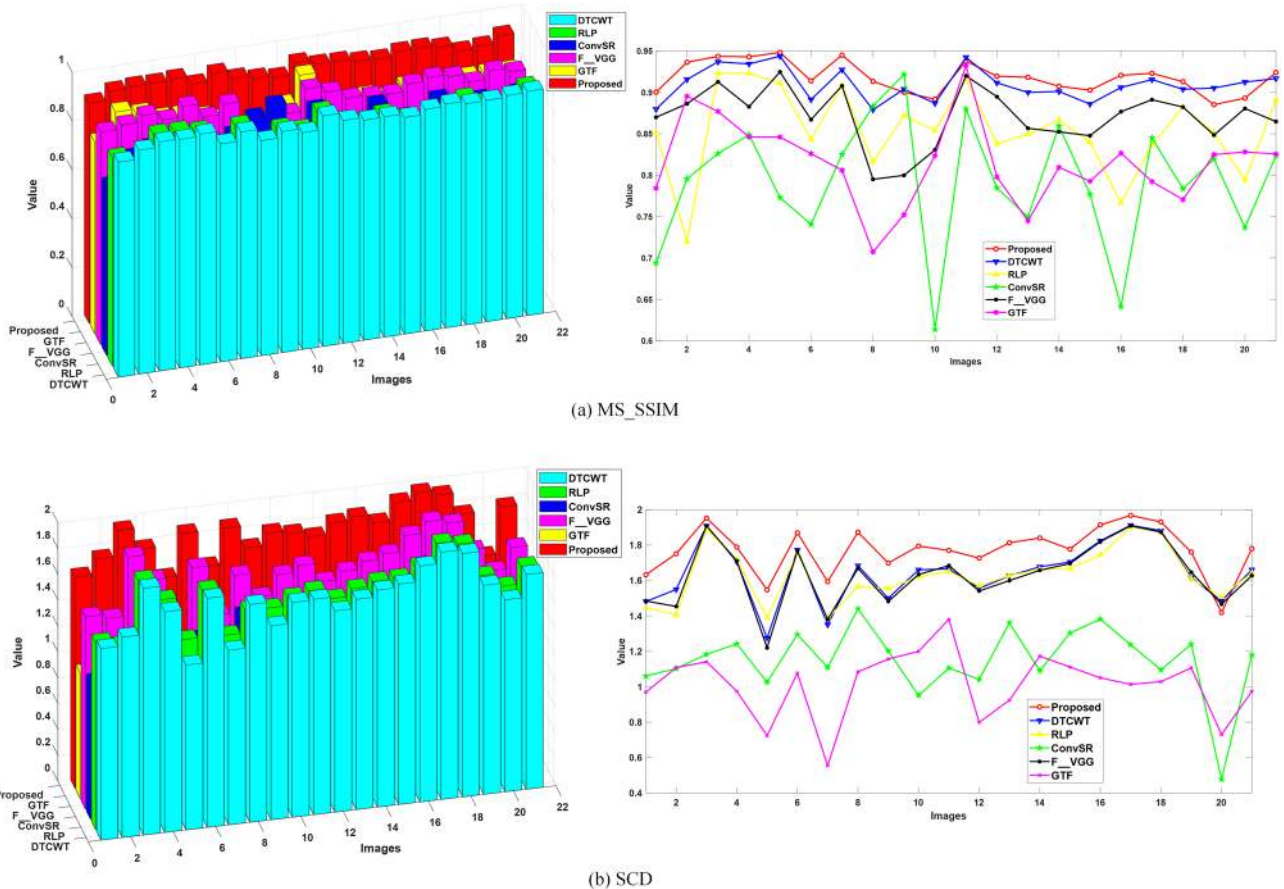 DTCWT
RLP
ConvSR
F__VGG
GTF
Proposed
1
0.8
0.6
0.4
0.2
0
Value
Proposed
GTF
F__VGG
ConvSR
RLP
DTCWT
0 2 4 6 8 10 12 14 16 18 20 22
Images
0.95
0.9
0.85
0.8
0.75
0.7
0.65
0.6
Value
Proposed
DTCWT
RLP
ConvSR
F__VGG
GTF
2 4 6 8 10 12 14 16 18 20
Images
(a) MS_SSIM
DTCWT
RLP
ConvSR
F__VGG
GTF
Proposed
2
1.8
1.6
1.4
1.2
1
0.8
0.6
0.4
0.2
0
Value
roposed
GTF
F__VGG
ConvSR
RLP
DTCWT
0 2 4 6 8 10 12 14 16 18 20 22
Images
2
1.8
1.6
1.4
1.2
1
0.8
0.6
0.4
Value
Proposed
DTCWT
RLP
ConvSR
F__VGG
GTF
2 4 6 8 10 12 14 16 18 20
Images
(b) SCD